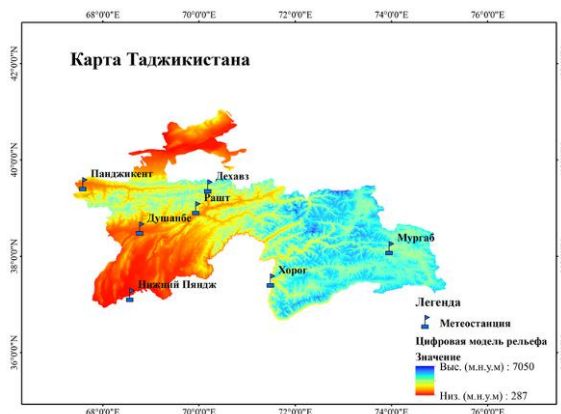 68°0'0"E 70°0'0"E 72°0'0"E 74°0'0"E 76°0'0"E
Карта Таджикистана
42°0'0"N
40°0'0"N
38°0'0"N
36°0'0"N
Панджикент
Дехавз
Рашт
Душанбе
Мургаб
Хорог
Нижний Пяндж
Легенда
Метеостанция
Цифровая модель рельефа
Значение
Выс. (м.н.у.м) : 7050
Низ. (м.н.у.м) : 287
68°0'0"E 70°0'0"E 72°0'0"E 74°0'0"E 76°0'0"E